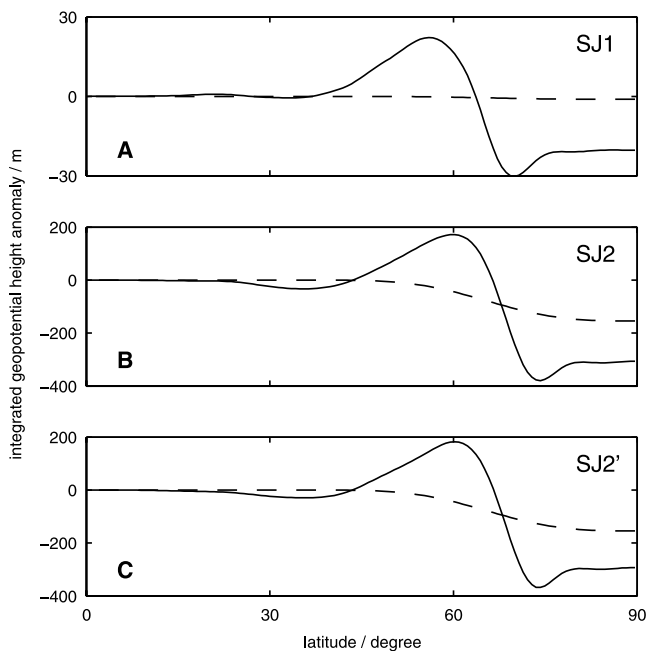 30
0
−30
SJ1
A
200
0
−200
−400
SJ2
B
200
0
−200
−400
SJ2'
C
0
30
60
90
latitude / degree
integrated geopotential height anomaly / m